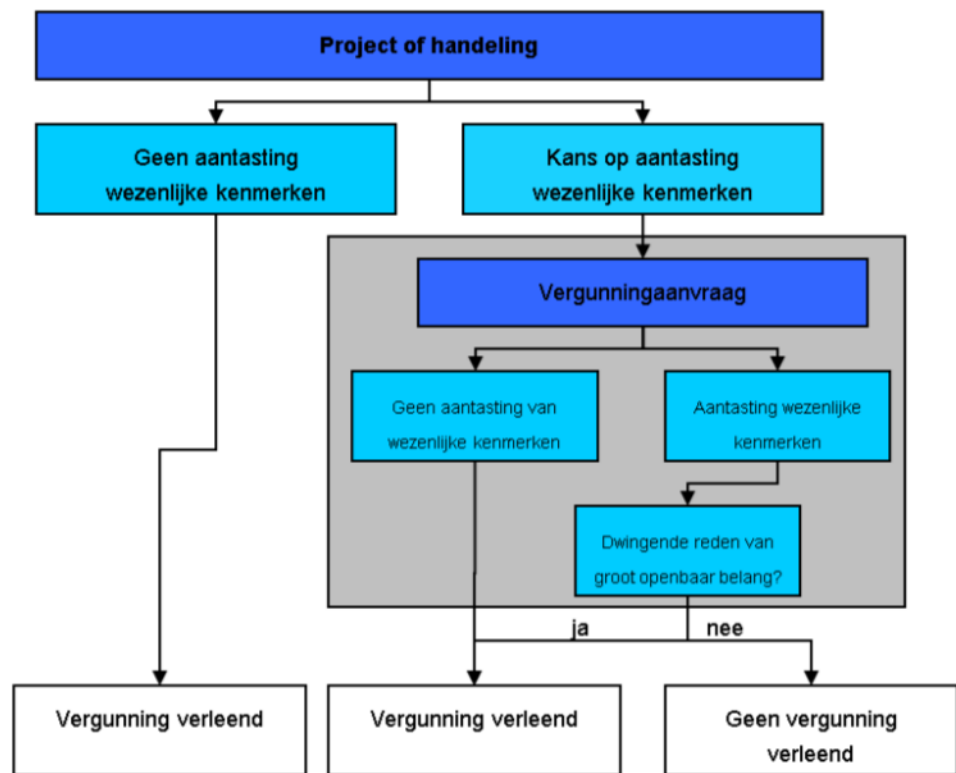 Project of handeling
Geen aantasting
wezenlijke kenmerken
Kans op aantasting
wezenlijke kenmerken
Vergunningaanvraag
Geen aantasting van
wezenlijke kenmerken
Aantasting wezenlijke
kenmerken
Dwingende reden van
groot openbaar belang?
ja
nee
Vergunning verleend
Vergunning verleend
Geen vergunning
verleend